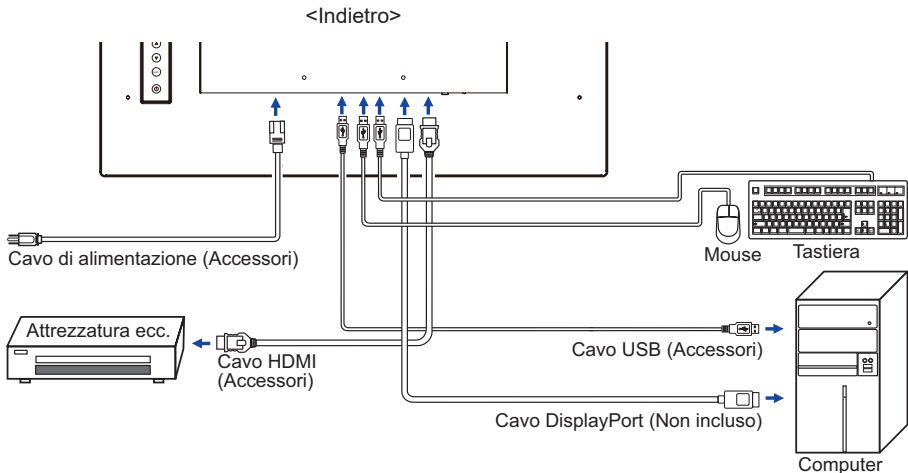 <Indietro>
Cavo di alimentazione (Accessori)
Mouse
Tastiera
Attrezzatura ecc.
Cavo HDMI
(Accessori)
Cavo USB (Accessori)
Cavo DisplayPort (Non incluso)
Computer